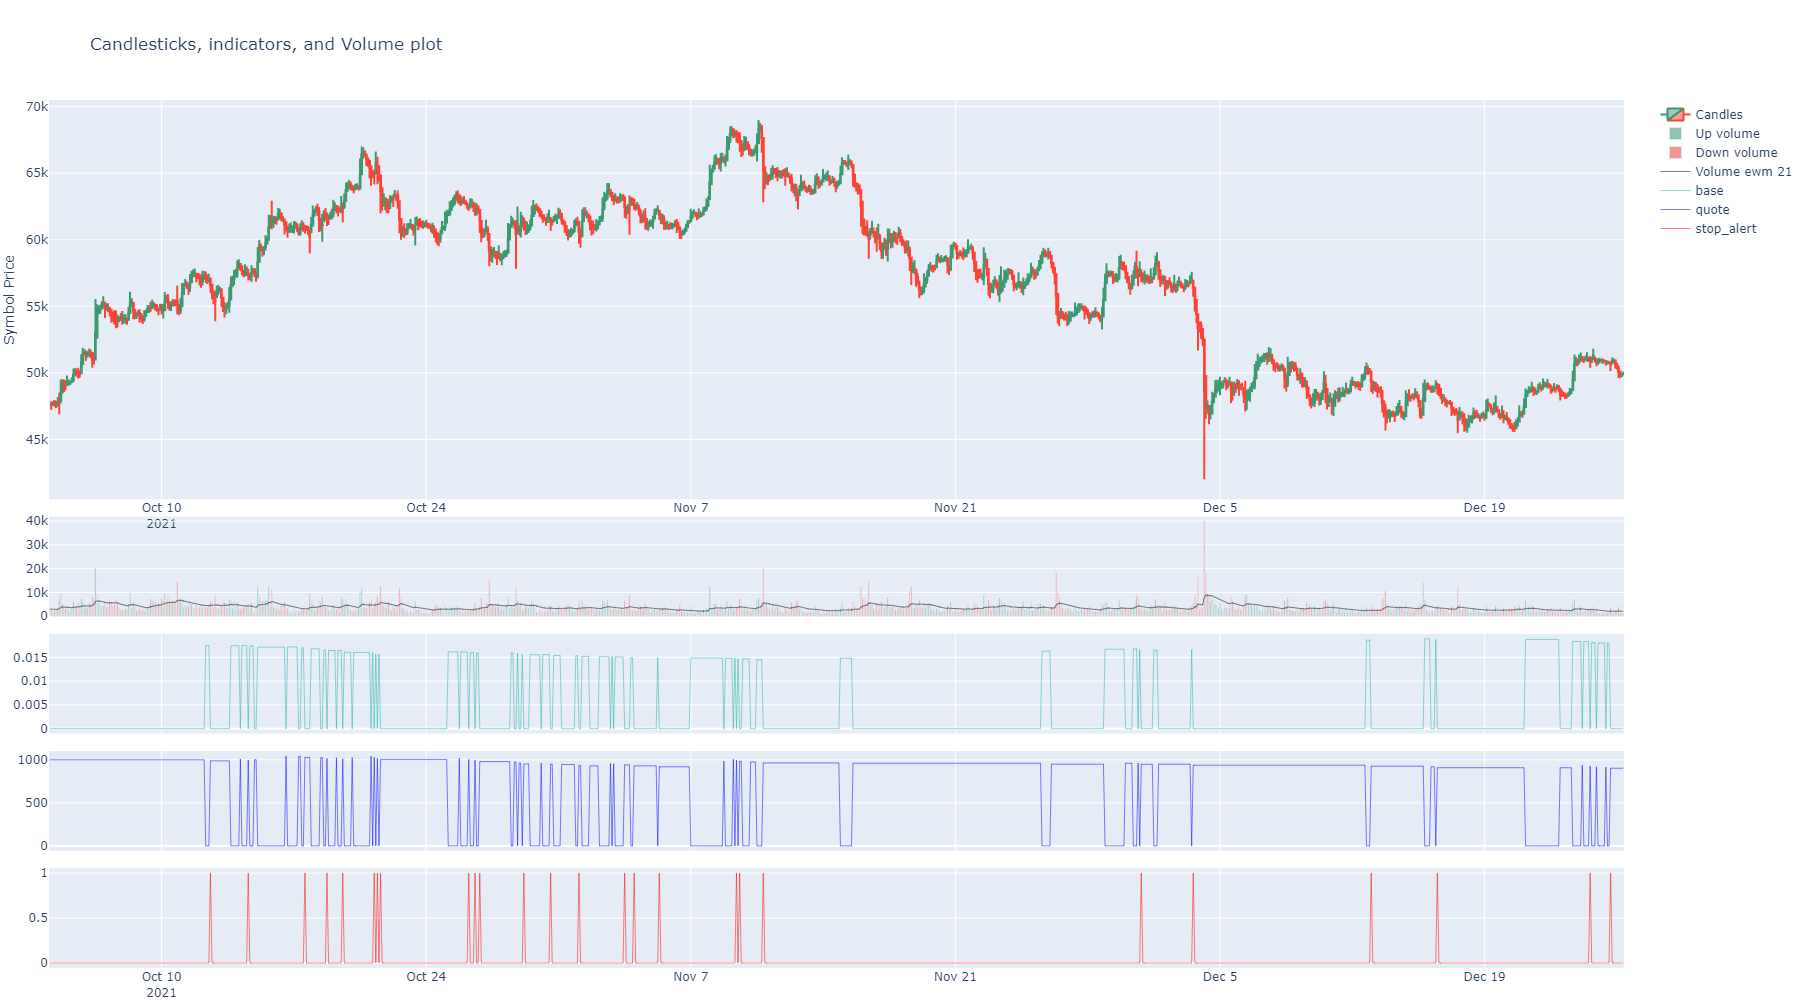 Candlesticks, indicators, and Volume plot
70k
65k
60k
55k
50k
45k
Symbol Price
Oct 10
2021
Oct 24
Nov 7
Nov 21
Dec 5
Dec 19
Candles
Up volume
Down volume
Volume ewm 21
base
quote
stop_alert
40k
30k
20k
10k
0
0.015
0.01
0.005
0
1000
500
0
1
0.5
0
Oct 10
2021
Oct 24
Nov 7
Nov 21
Dec 5
Dec 19